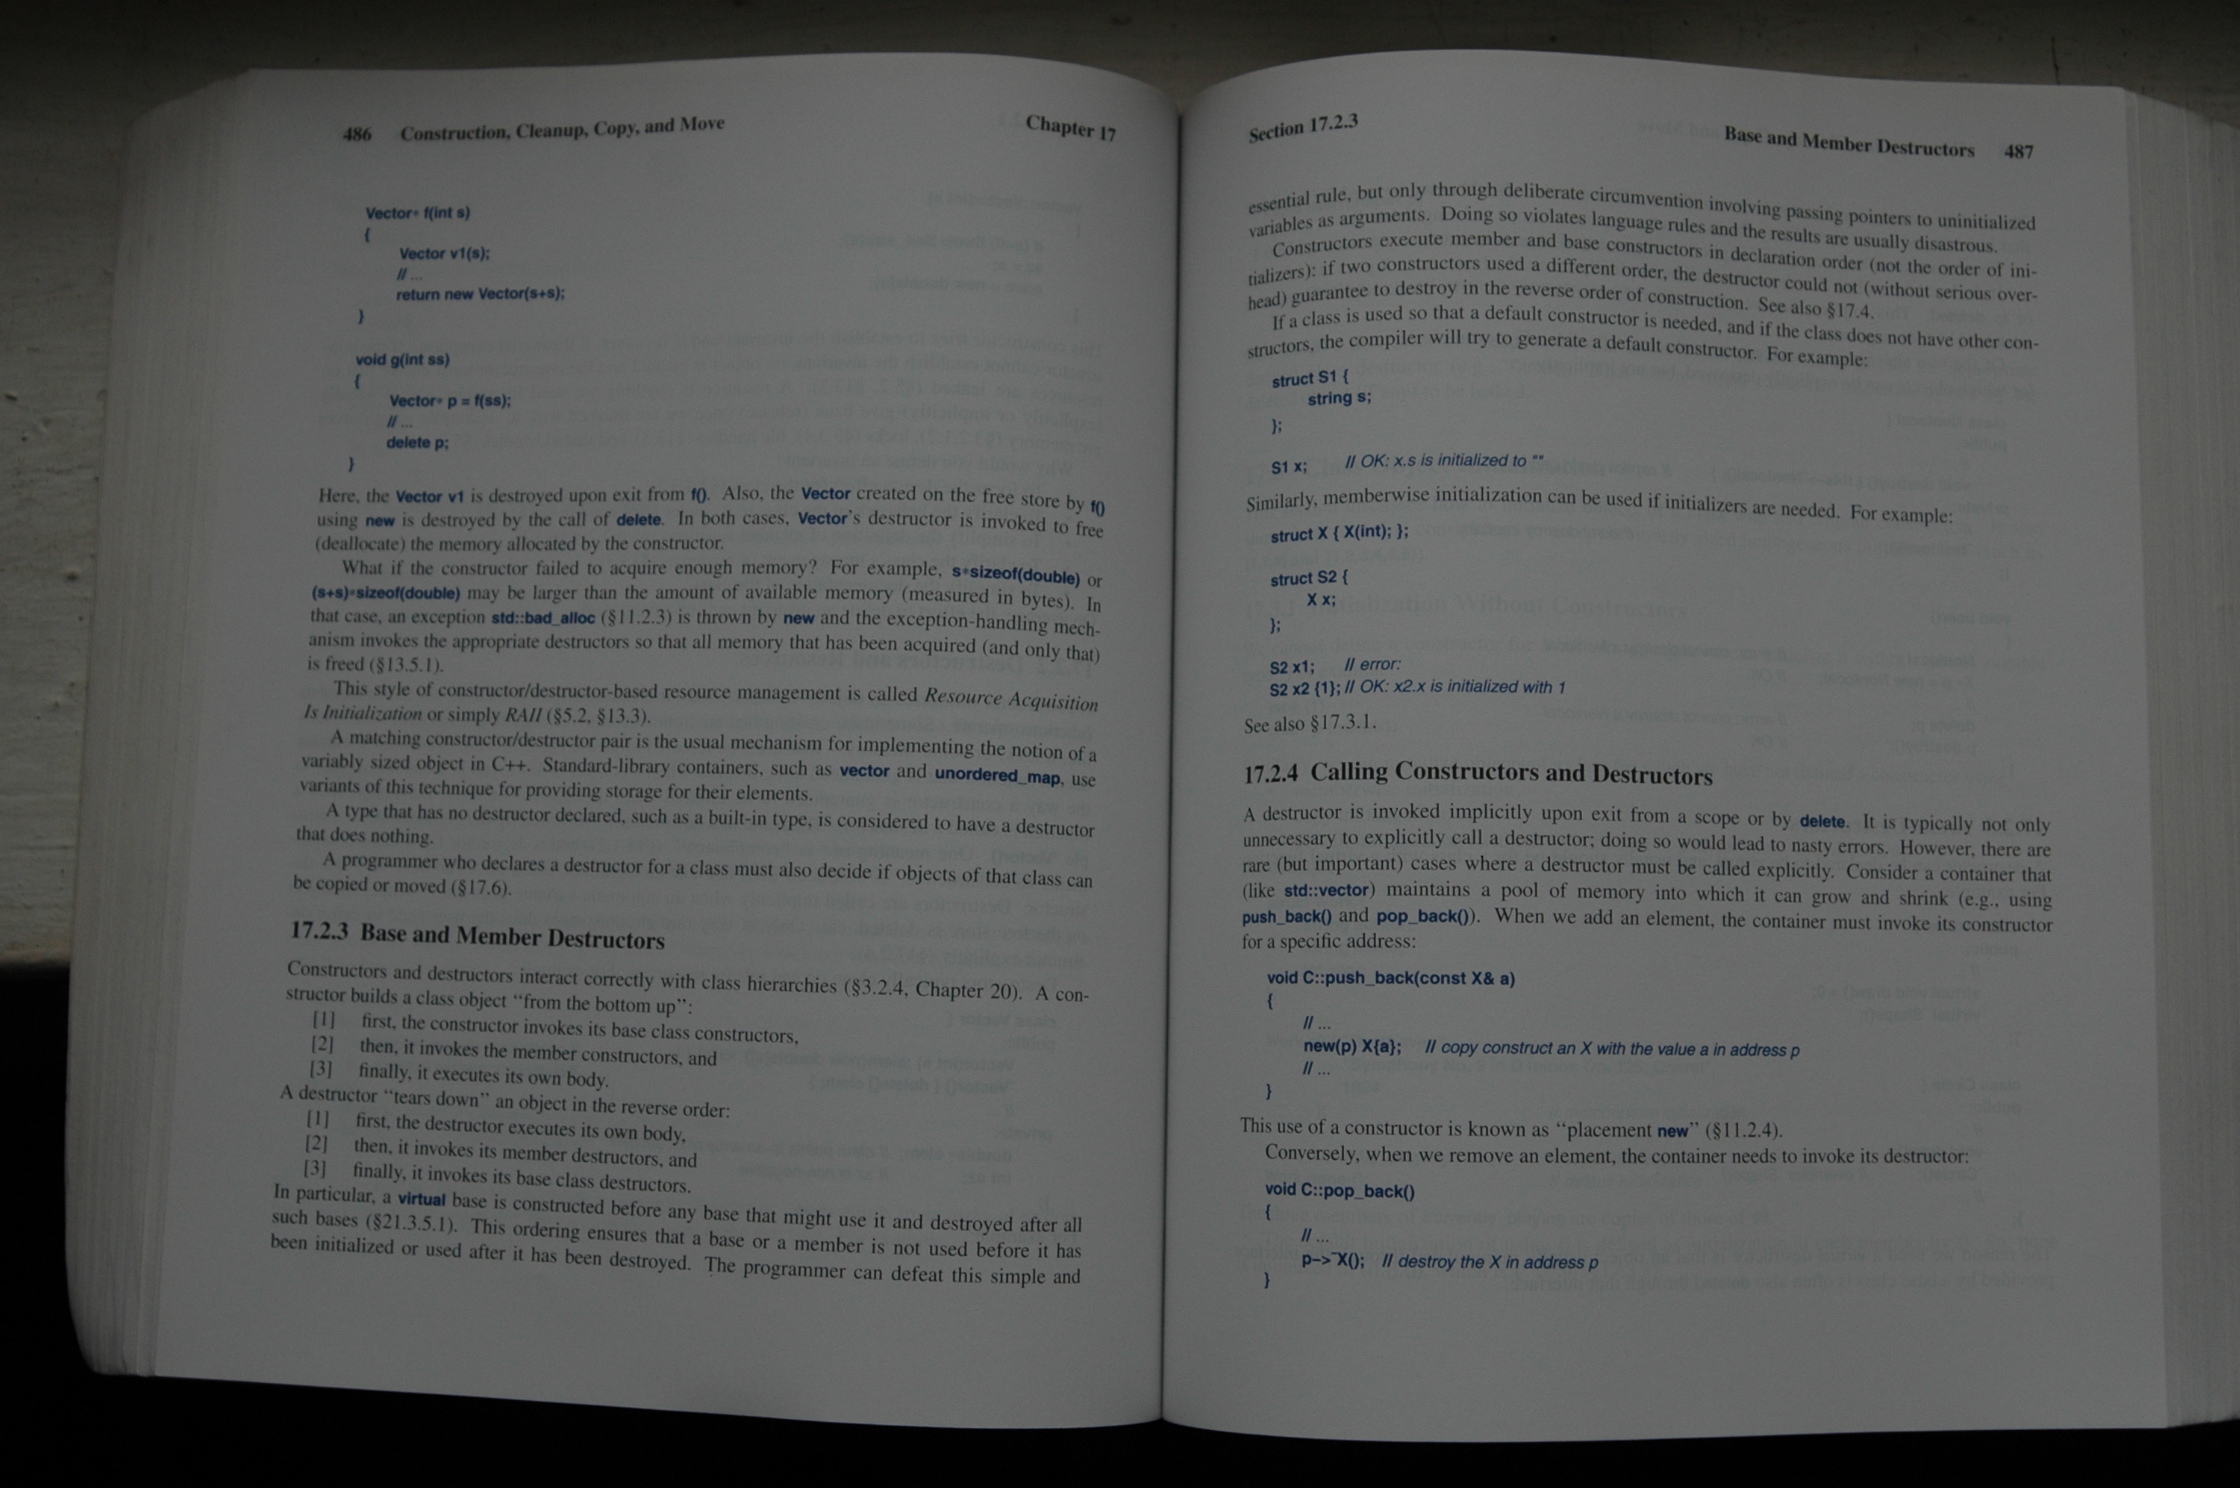 486 Construction, Cleanup, Copy, and Move Chapter 17
Vector* f(int s)
{
Vector v1(s);
// ...
return new Vector(s+s);
}
void g(int ss)
{
Vector* p = f(ss);
// ...
delete p;
}
Here, the Vector v1 is destroyed upon exit from f(). Also, the Vector created on the free store by f()
using new is destroyed by the call of delete. In both cases, Vector's destructor is invoked to free
(deallocate) the memory allocated by the constructor.
What if the constructor failed to acquire enough memory? For example, s*sizeof(double) or
(s+s)*sizeof(double) may be larger than the amount of available memory (measured in bytes). In
that case, an exception std::bad_alloc (§11.2.3) is thrown by new and the exception-handling mech-
anism invokes the appropriate destructors so that all memory that has been acquired (and only that)
is freed (§13.5.1).
This style of constructor/destructor-based resource management is called Resource Acquisition
Is Initialization or simply RAII (§5.2, §13.3).
A matching constructor/destructor pair is the usual mechanism for implementing the notion of a
variably sized object in C++. Standard-library containers, such as vector and unordered_map, use
variants of this technique for providing storage for their elements.
A type that has no destructor declared, such as a built-in type, is considered to have a destructor
that does nothing.
A programmer who declares a destructor for a class must also decide if objects of that class can
be copied or moved (§17.6).
17.2.3 Base and Member Destructors
Constructors and destructors interact correctly with class hierarchies (§3.2.4, Chapter 20). A con-
structor builds a class object “from the bottom up”:
[1] first, the constructor invokes its base class constructors,
[2] then, it invokes the member constructors, and
[3] finally, it executes its own body.
A destructor “tears down” an object in the reverse order:
[1] first, the destructor executes its own body,
[2] then, it invokes its member destructors, and
[3] finally, it invokes its base class destructors.
In particular, a virtual base is constructed before any base that might use it and destroyed after all
such bases (§21.3.5.1). This ordering ensures that a base or a member is not used before it has
been initialized or used after it has been destroyed. The programmer can defeat this simple and
Section 17.2.3 Base and Member Destructors 487
essential rule, but only through deliberate circumvention involving passing pointers to uninitialized
variables as arguments. Doing so violates language rules and the results are usually disastrous.
Constructors execute member and base constructors in declaration order (not the order of ini-
tializers): if two constructors used a different order, the destructor could not (without serious over-
head) guarantee to destroy in the reverse order of construction. See also §17.4.
If a class is used so that a default constructor is needed, and if the class does not have other con-
structors, the compiler will try to generate a default constructor. For example:
struct S1 {
string s;
};
S1 x; // OK: x.s is initialized to ""
Similarly, memberwise initialization can be used if initializers are needed. For example:
struct X { X(int); };
struct S2 {
X x;
};
S2 x1; // error:
S2 x2 {1}; // OK: x2.x is initialized with 1
See also §17.3.1.
17.2.4 Calling Constructors and Destructors
A destructor is invoked implicitly upon exit from a scope or by delete. It is typically not only
unnecessary to explicitly call a destructor; doing so would lead to nasty errors. However, there are
rare (but important) cases where a destructor must be called explicitly. Consider a container that
(like std::vector) maintains a pool of memory into which it can grow and shrink (e.g., using
push_back() and pop_back()). When we add an element, the container must invoke its constructor
for a specific address:
void C::push_back(const X& a)
{
// ...
new(p) X{a}; // copy construct an X with the value a in address p
// ...
}
This use of a constructor is known as “placement new” (§11.2.4).
Conversely, when we remove an element, the container needs to invoke its destructor:
void C::pop_back()
{
// ...
p->~X(); // destroy the X in address p
}